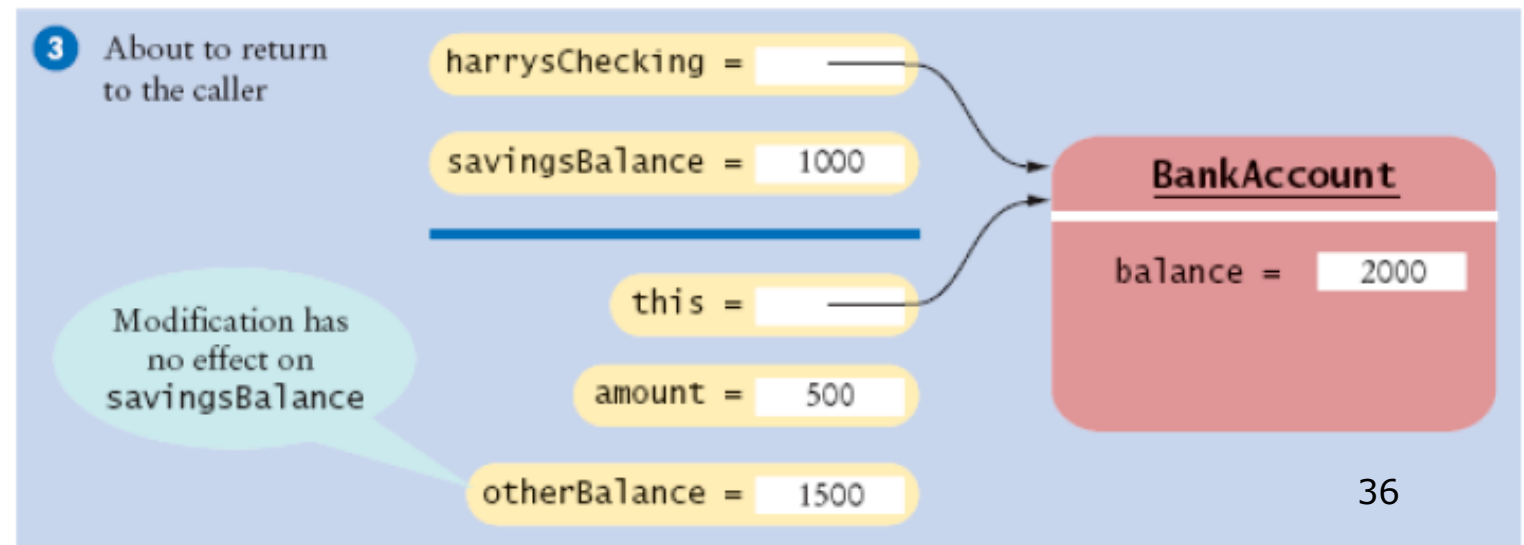 3 About to return
to the caller
harrysChecking =
savingsBalance = 1000
BankAccount
balance = 2000
this =
amount = 500
otherBalance = 1500
Modification has
no effect on
savingsBalance
36